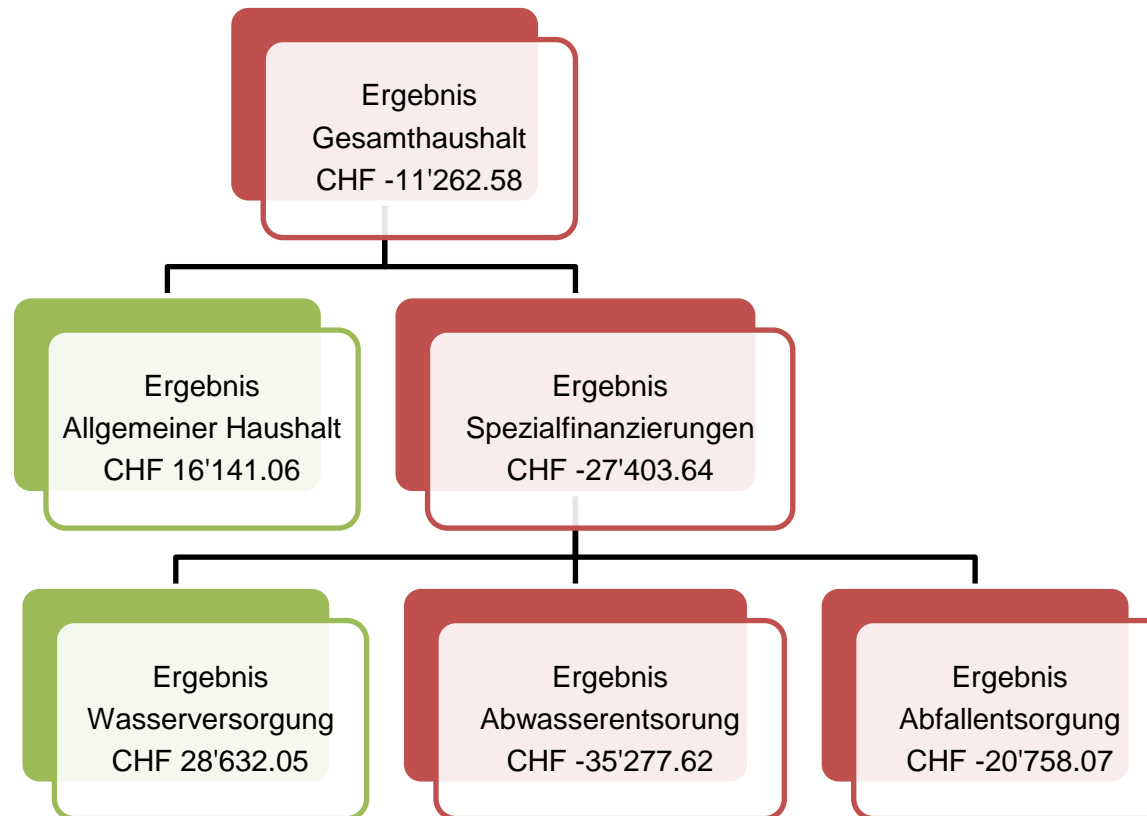 Ergebnis
Gesamthaushalt
CHF -11'262.58
Ergebnis
Allgemeiner Haushalt
CHF 16'141.06
Ergebnis
Spezialfinanzierungen
CHF -27'403.64
Ergebnis
Wasserversorgung
CHF 28'632.05
Ergebnis
Abwasserentsorung
CHF -35'277.62
Ergebnis
Abfallentsorgung
CHF -20'758.07